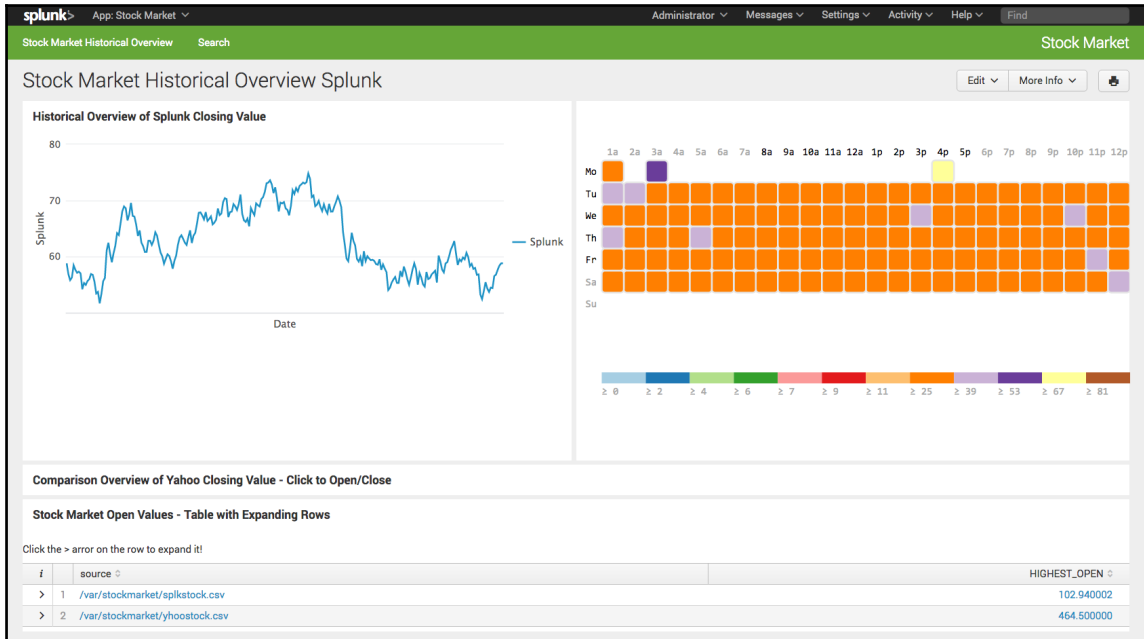 splunk> App: Stock Market Administrator Messages Settings Activity Help Find
Stock Market Historical Overview Search Stock Market
Stock Market Historical Overview Splunk Edit More Info
Historical Overview of Splunk Closing Value
80
70
60
Splunk
Splunk
Date
1a 2a 3a 4a 5a 6a 7a 8a 9a 10a 11a 12a 1p 2p 3p 4p 5p 6p 7p 8p 9p 10p 11p 12p
Mo
Tu
We
Th
Fr
Sa
Su
≥ 0 ≥ 2 ≥ 4 ≥ 6 ≥ 7 ≥ 9 ≥ 11 ≥ 25 ≥ 39 ≥ 53 ≥ 67 ≥ 81
Comparison Overview of Yahoo Closing Value - Click to Open/Close
Stock Market Open Values - Table with Expanding Rows
Click the > arror on the row to expand it!
i source HIGHEST_OPEN
> 1 /var/stockmarket/splkstock.csv 102.940002
> 2 /var/stockmarket/yhoostock.csv 464.500000